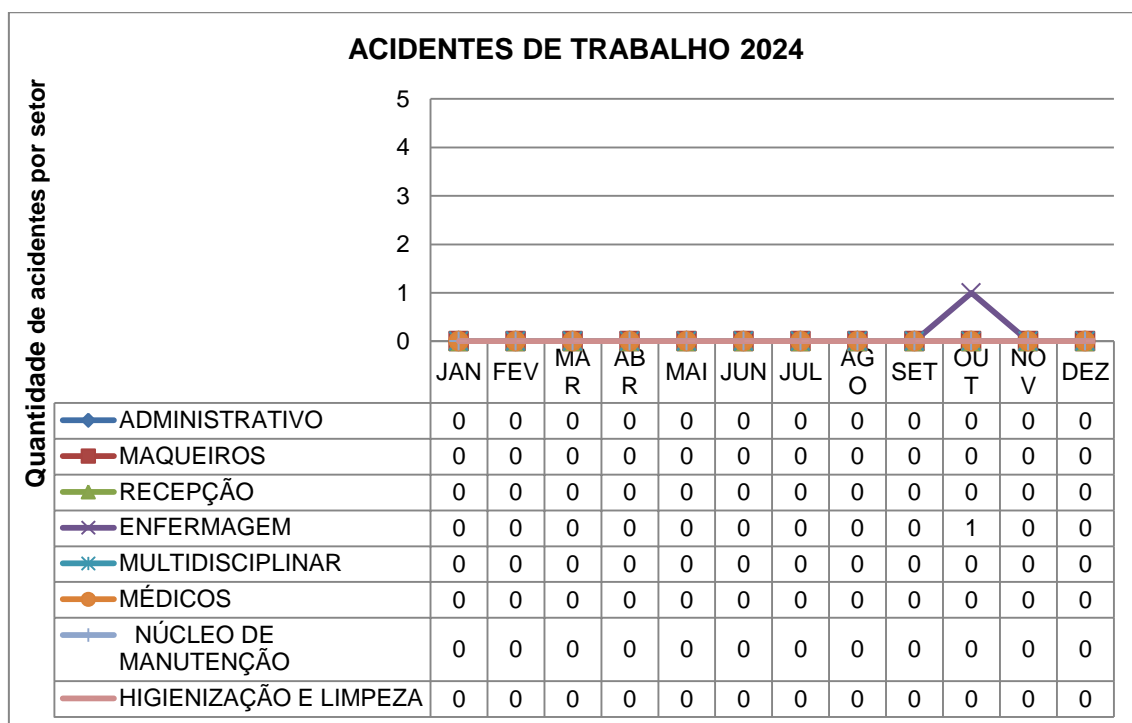 ACIDENTES DE TRABALHO 2024
Quantidade de acidentes por setor
5
4
3
2
1
0
JAN FEV MAR ABR MAI JUN JUL AGO SET OUT NOV DEZ
ADMINISTRATIVO 0 0 0 0 0 0 0 0 0 0 0 0
MAQUEIROS 0 0 0 0 0 0 0 0 0 0 0 0
RECEPÇÃO 0 0 0 0 0 0 0 0 0 0 0 0
ENFERMAGEM 0 0 0 0 0 0 0 0 0 1 0 0
MULTIDISCIPLINAR 0 0 0 0 0 0 0 0 0 0 0 0
MÉDICOS 0 0 0 0 0 0 0 0 0 0 0 0
NÚCLEO DE
MANUTENÇÃO 0 0 0 0 0 0 0 0 0 0 0 0
HIGIENIZAÇÃO E LIMPEZA 0 0 0 0 0 0 0 0 0 0 0 0